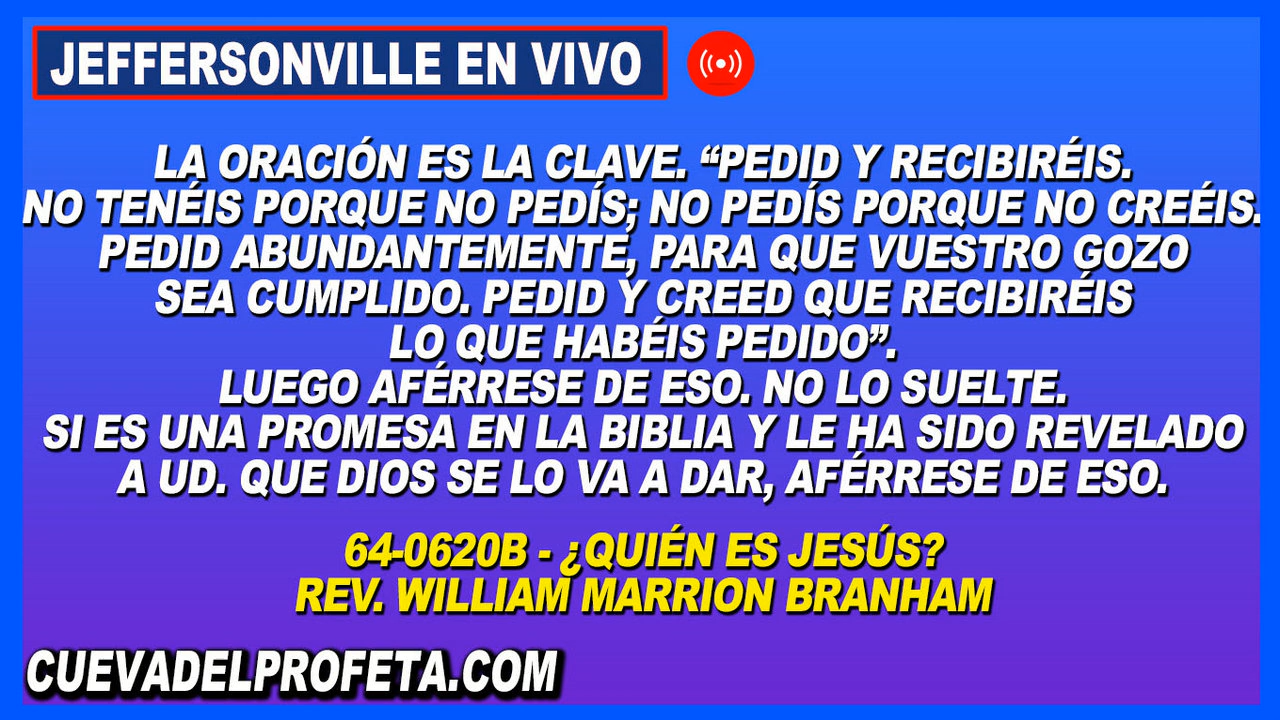 JEFFERSONVILLE EN VIVO
LA ORACIÓN ES LA CLAVE. “PEDID Y RECIBIRÉIS.
NO TENÉIS PORQUE NO PEDÍS; NO PEDÍS PORQUE NO CREÉIS.
PEDID ABUNDANTEMENTE, PARA QUE VUESTRO GOZO
SEA CUMPLIDO. PEDID Y CREED QUE RECIBIRÉIS
LO QUE HABÉIS PEDIDO”.
LUEGO AFÉRRESE DE ESO. NO LO SUELTE.
SI ES UNA PROMESA EN LA BIBLIA Y LE HA SIDO REVELADO
A UD. QUE DIOS SE LO VA A DAR, AFÉRRESE DE ESO.
64-0620B - ¿QUIÉN ES JESÚS?
REV. WILLIAM MARRION BRANHAM
CUEVADELPROFETA.COM